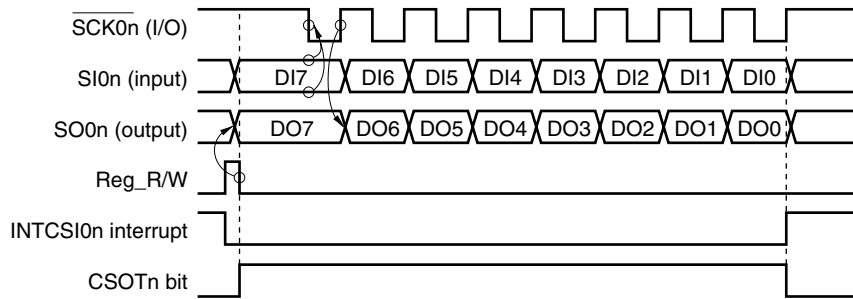 SCK0n (I/O)
SI0n (input) DI7 DI6 DI5 DI4 DI3 DI2 DI1 DI0
SO0n (output) DO7 DO6 DO5 DO4 DO3 DO2 DO1 DO0
Reg_R/W
INTCSI0n interrupt
CSOTn bit